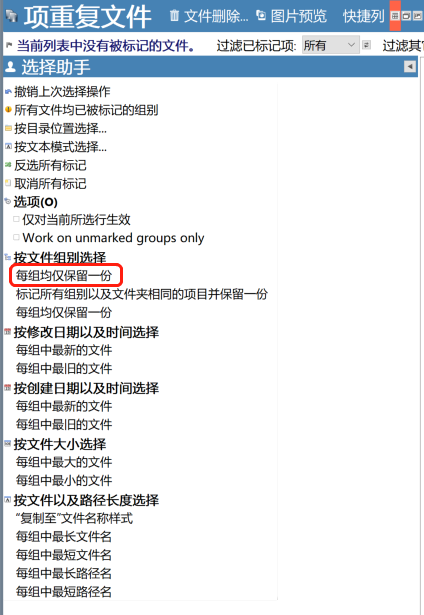 项重复文件 文件删除... 图片预览 快捷列
当前列表中没有被标记的文件。 过滤已标记项: 所有 过滤其
选择助手
撤销上次选择操作
所有文件均已被标记的组别
按目录位置选择...
按文本模式选择...
反选所有标记
取消所有标记
选项(O)
仅对当前所选行生效
Work on unmarked groups only
按文件组别选择
每组均仅保留一份
标记所有组别以及文件夹相同的项目并保留一份
每组均仅保留一份
按修改日期以及时间选择
每组中最新的文件
每组中最旧的文件
按创建日期以及时间选择
每组中最新的文件
每组中最旧的文件
按文件大小选择
每组中最大的文件
每组中最小的文件
按文件以及路径长度选择
“复制至”文件名称样式
每组中最长文件名
每组中最短文件名
每组中最长路径名
每组中最短路径名